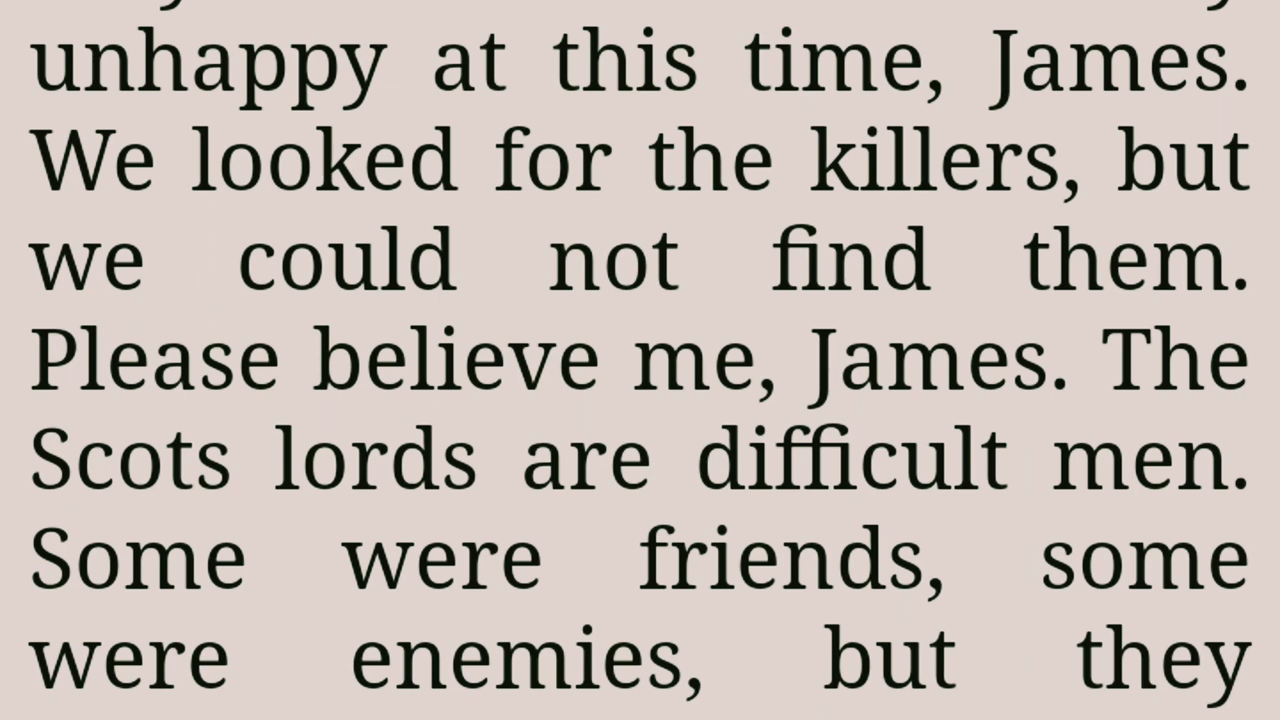 unhappy at this time, James.
We looked for the killers, but
we could not find them.
Please believe me, James. The
Scots lords are difficult men.
Some were friends, some
were enemies, but they